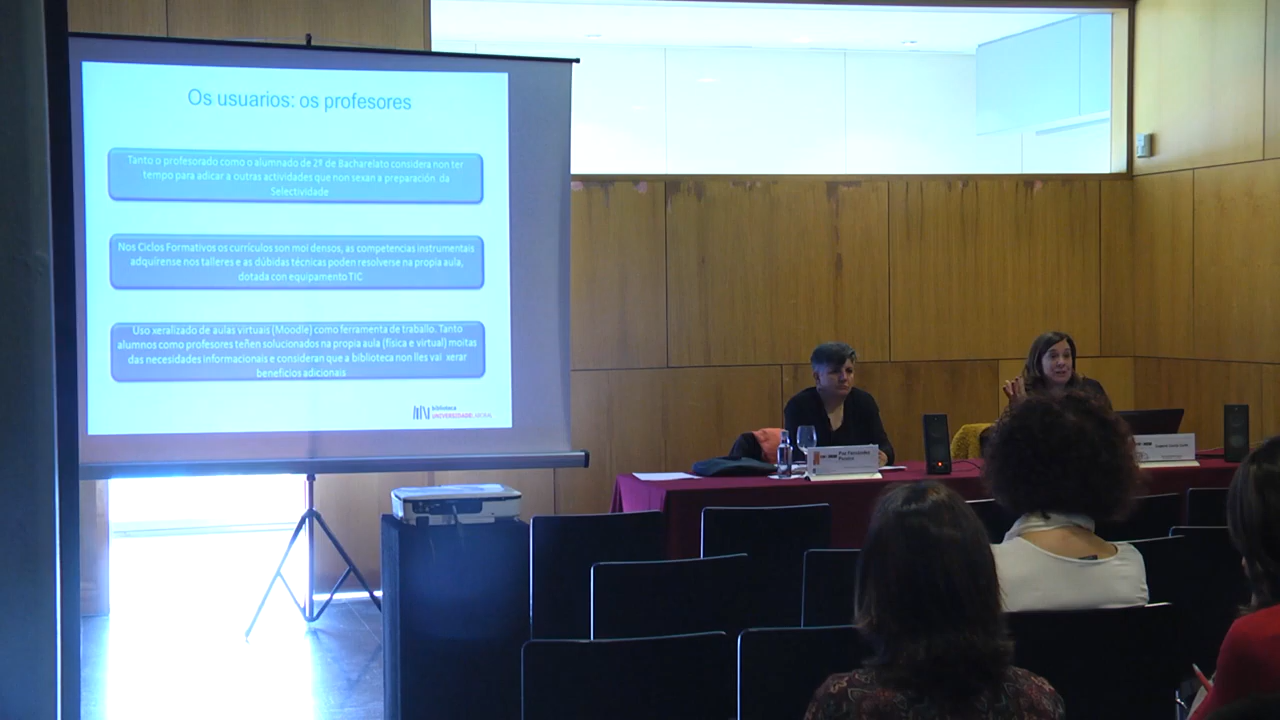 Os usuarios: os profesores
Tanto o profesorado como o alumnado de 2º de Bacharelato considera non ter
tempo para adicar a outras actividades que non sexan a preparación da
Selectividade
Nos Ciclos Formativos os currículos son moi densos, as competencias instrumentais
adquírense nos talleres e as dúbidas técnicas poden resolverse na propia aula,
dotada con equipamento TIC
Uso xeralizado de aulas virtuais (Moodle) como ferramenta de traballo. Tanto
alumnos como profesores teñen solucionados na propia aula (física e virtual) moitas
das necesidades informacionais e consideran que a biblioteca non lles vai xerar
beneficios adicionais
biblioteca
UNIVERSIDADE
Paz Fernández